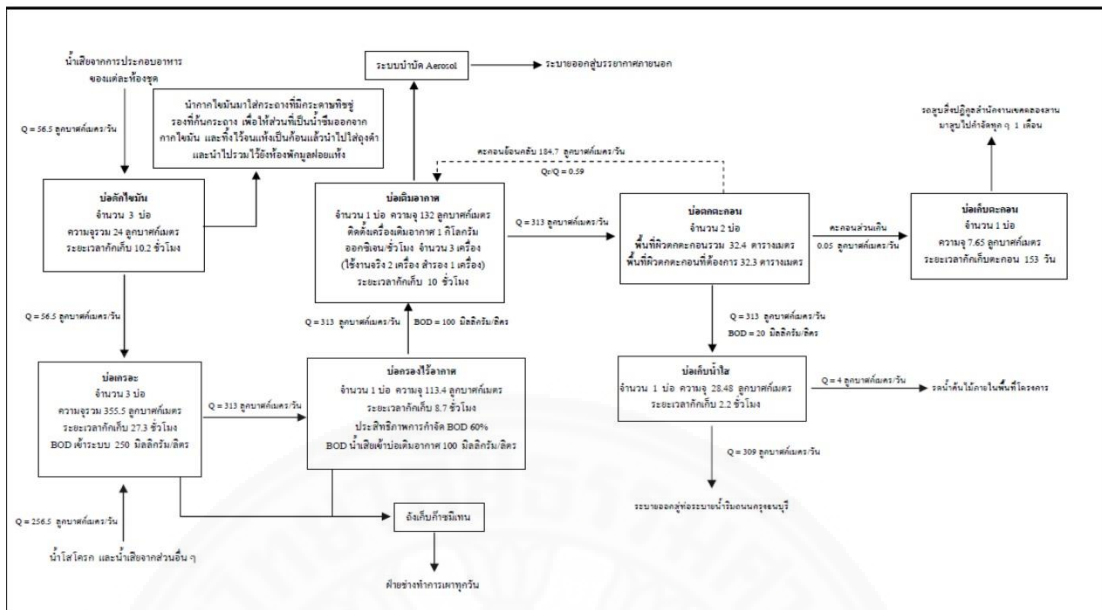 น้ำเสียจากการประกอบอาหาร
ของแต่ละห้องชุด
Q = 56.5 ลูกบาศก์เมตร/วัน
นำกากไขมันมาใส่กระถางที่มีกระดาษทิชชู่
รองที่ก้นกระถาง เพื่อให้ส่วนที่เป็นน้ำซึมออกจาก
กากไขมัน และทิ้งไว้จนแห้งเป็นก้อนแล้วนำไปใส่ถุงดำ
และนำไปรวมไว้ยังห้องพักมูลฝอยแห้ง
ระบบบำบัด Aerosol
ระบายออกสู่บรรยากาศภายนอก
รถสูบสิ่งปฏิกูลสำนักงานเขตคลองสาน
มาสูบไปกำจัดทุก ๆ 1 เดือน
ตะกอนย้อนกลับ 184.7 ลูกบาศก์เมตร/วัน
Qr/Q = 0.59
บ่อดักไขมัน
จำนวน 3 บ่อ
ความจุรวม 24 ลูกบาศก์เมตร
ระยะเวลากักเก็บ 10.2 ชั่วโมง
บ่อเติมอากาศ
จำนวน 1 บ่อ ความจุ 132 ลูกบาศก์เมตร
ติดตั้งเครื่องเติมอากาศ 1 กิโลกรัม
ออกซิเจน/ชั่วโมง จำนวน 3 เครื่อง
(ใช้งานจริง 2 เครื่อง สำรอง 1 เครื่อง)
ระยะเวลากักเก็บ 10 ชั่วโมง
Q = 313 ลูกบาศก์เมตร/วัน
บ่อตกตะกอน
จำนวน 2 บ่อ
พื้นที่ผิวตกตะกอนรวม 32.4 ตารางเมตร
พื้นที่ผิวตกตะกอนที่ต้องการ 32.3 ตารางเมตร
ตะกอนส่วนเกิน
0.05 ลูกบาศก์เมตร/วัน
บ่อเก็บตะกอน
จำนวน 1 บ่อ
ความจุ 7.65 ลูกบาศก์เมตร
ระยะเวลากักเก็บตะกอน 153 วัน
Q = 56.5 ลูกบาศก์เมตร/วัน
Q = 313 ลูกบาศก์เมตร/วัน BOD = 100 มิลลิกรัม/ลิตร
Q = 313 ลูกบาศก์เมตร/วัน
BOD = 20 มิลลิกรัม/ลิตร
บ่อเกรอะ
จำนวน 3 บ่อ
ความจุรวม 355.5 ลูกบาศก์เมตร
ระยะเวลากักเก็บ 27.3 ชั่วโมง
BOD เข้าระบบ 250 มิลลิกรัม/ลิตร
Q = 313 ลูกบาศก์เมตร/วัน
บ่อกรองไร้อากาศ
จำนวน 1 บ่อ ความจุ 113.4 ลูกบาศก์เมตร
ระยะเวลากักเก็บ 8.7 ชั่วโมง
ประสิทธิภาพการกำจัด BOD 60%
BOD น้ำเสียเข้าบ่อเติมอากาศ 100 มิลลิกรัม/ลิตร
บ่อเก็บน้ำใส
จำนวน 1 บ่อ ความจุ 28.48 ลูกบาศก์เมตร
ระยะเวลากักเก็บ 2.2 ชั่วโมง
Q = 4 ลูกบาศก์เมตร/วัน
รดน้ำต้นไม้ภายในพื้นที่โครงการ
Q = 309 ลูกบาศก์เมตร/วัน
ระบายออกสู่ท่อระบายน้ำริมถนนกรุงธนบุรี
Q = 256.5 ลูกบาศก์เมตร/วัน
น้ำโสโครก และน้ำเสียจากส่วนอื่น ๆ
ถังเก็บก๊าซมีเทน
ฝ่ายช่างทำการเผาทุกวัน